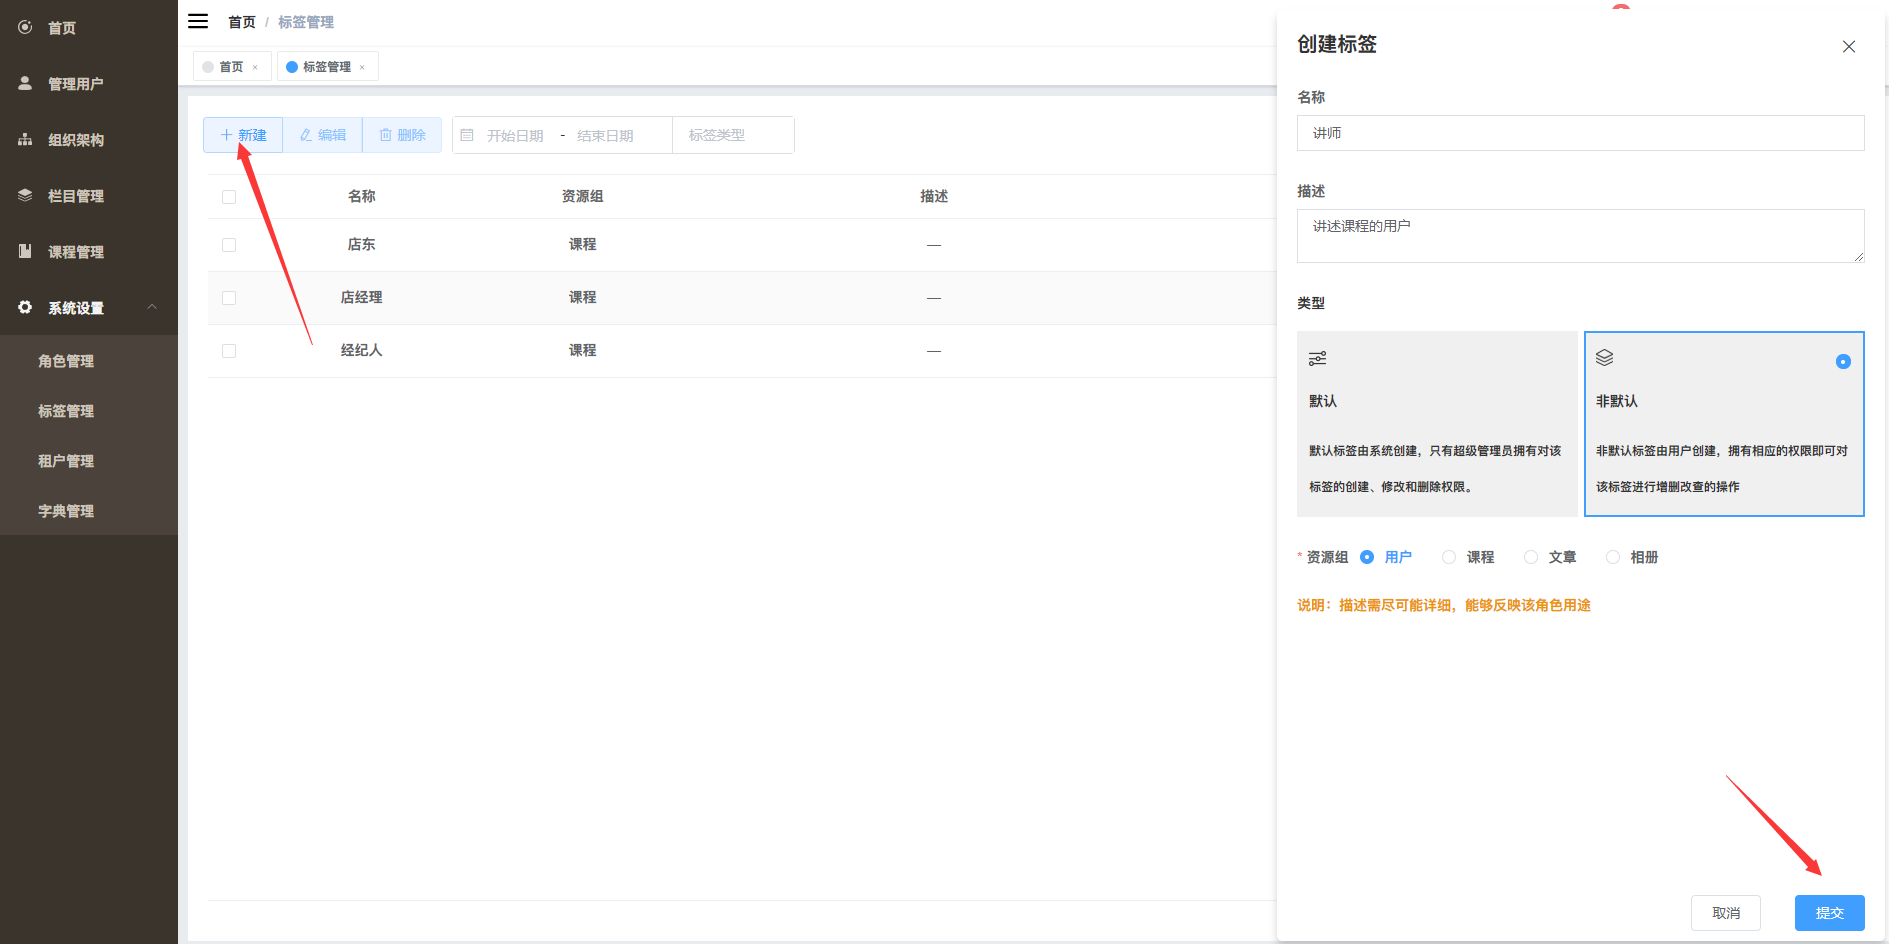 首页
管理用户
组织架构
栏目管理
课程管理
系统设置
角色管理
标签管理
租户管理
字典管理
首页 / 标签管理
首页 ×
标签管理 ×
新建 编辑 删除 开始日期 - 结束日期 标签类型
名称 资源组 描述
店东 课程 —
店经理 课程 —
经纪人 课程 —
创建标签
名称
讲师
描述
讲述课程的用户
类型
默认
默认标签由系统创建，只有超级管理员拥有对该
标签的创建、修改和删除权限。
非默认
非默认标签由用户创建，拥有相应的权限即可对
该标签进行增删改查的操作
* 资源组 用户 课程 文章 相册
说明：描述需尽可能详细，能够反映该角色用途
取消 提交